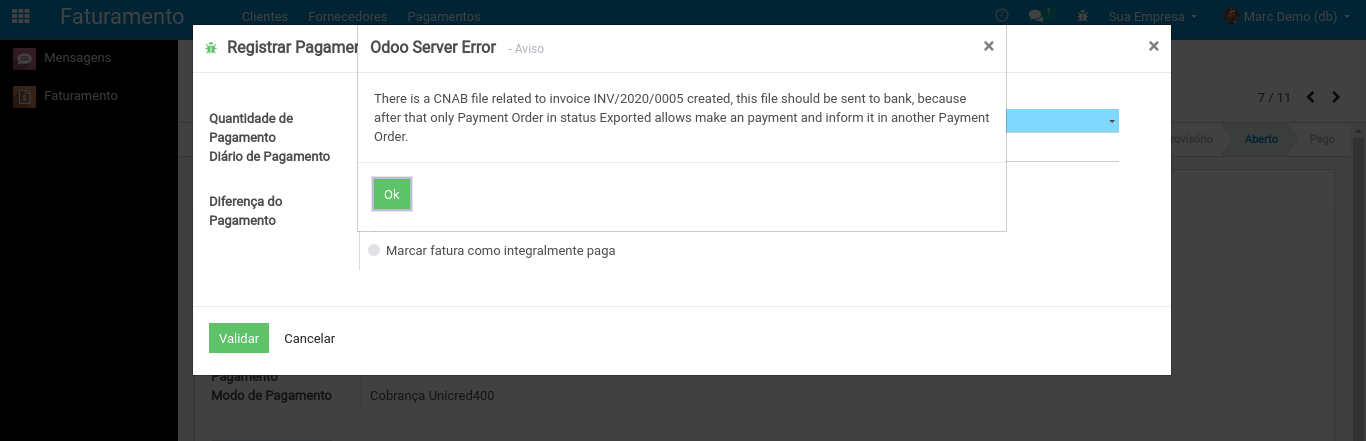 Faturamento
Clientes Fornecedores Pagamentos
1
Sua Empresa
Marc Demo (db)
Mensagens
Faturamento
Registrar Pagamen
Odoo Server Error - Aviso
×
×
There is a CNAB file related to invoice INV/2020/0005 created, this file should be sent to bank, because
after that only Payment Order in status Exported allows make an payment and inform it in another Payment
Order.
Ok
Quantidade de
Pagamento
Diário de Pagamento
Diferença do
Pagamento
Marcar fatura como integralmente paga
Validar Cancelar
7 / 11
rovisório Aberto Pago
Pagamento
Modo de Pagamento Cobrança Unicred400